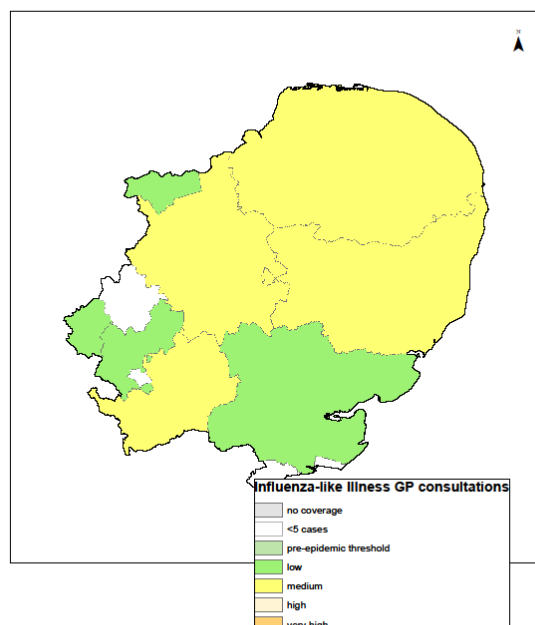 N
Influenza-like Illness GP consultations
no coverage
<5 cases
pre-epidemic threshold
low
medium
high
very high